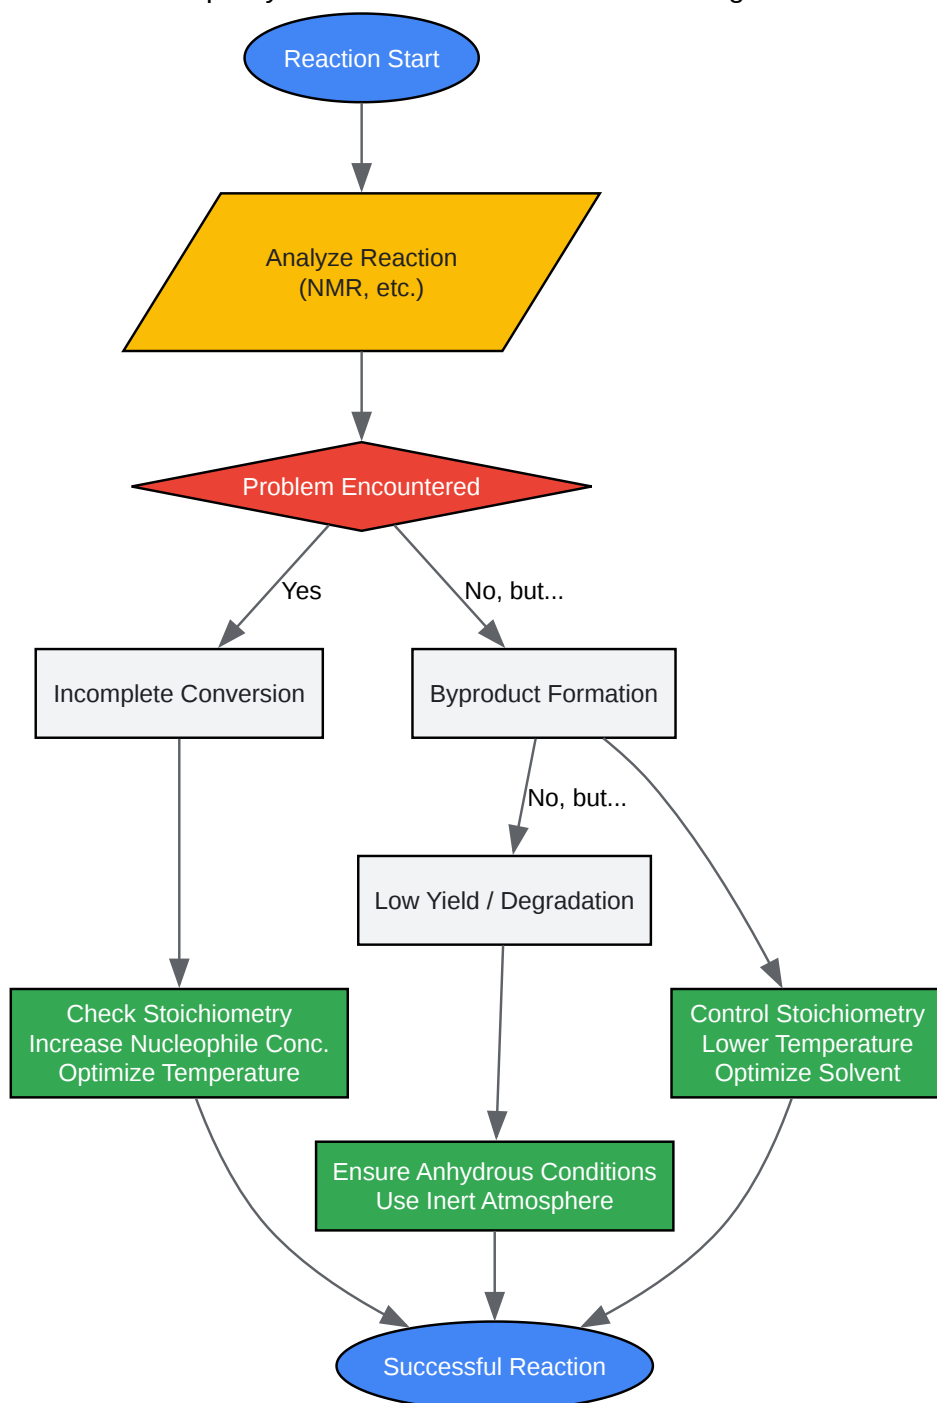 Reaction Start
Analyze Reaction
(NMR, etc.)
Problem Encountered
Yes
No, but...
Incomplete Conversion
Byproduct Formation
No, but...
Low Yield / Degradation
Check Stoichiometry
Increase Nucleophile Conc.
Optimize Temperature
Control Stoichiometry
Lower Temperature
Optimize Solvent
Ensure Anhydrous Conditions
Use Inert Atmosphere
Successful Reaction